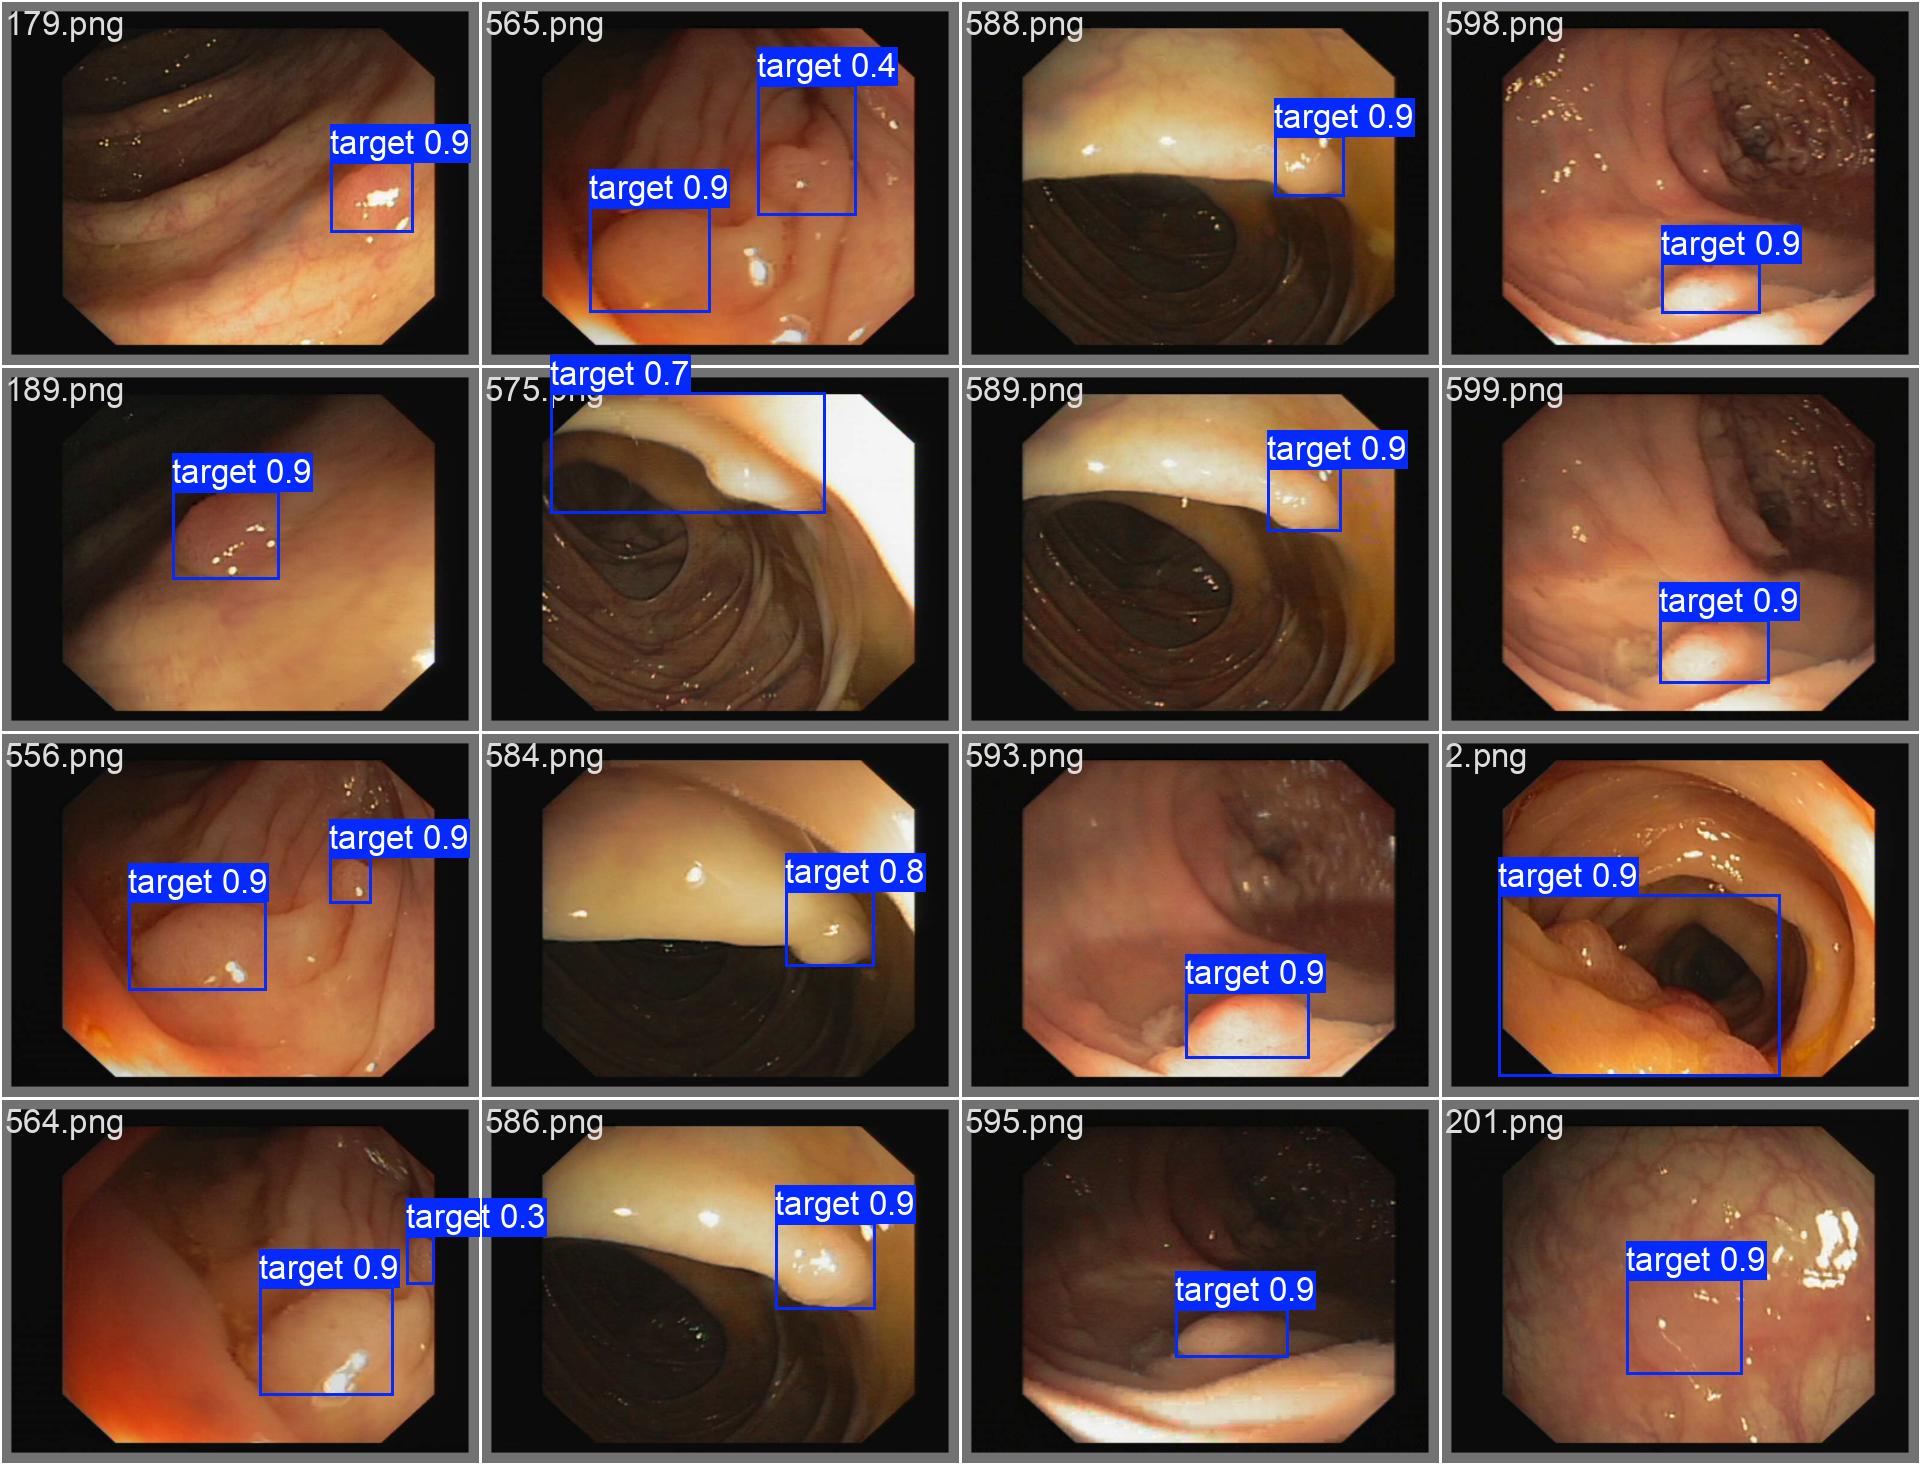 179.png
target 0.9
565.png
target 0.4
target 0.9
588.png
target 0.9
598.png
target 0.9
189.png
target 0.9
575.png
target 0.7
589.png
target 0.9
599.png
target 0.9
556.png
target 0.9
target 0.9
584.png
target 0.8
593.png
target 0.9
2.png
target 0.9
564.png
target 0.3
target 0.9
586.png
target 0.9
595.png
target 0.9
201.png
target 0.9